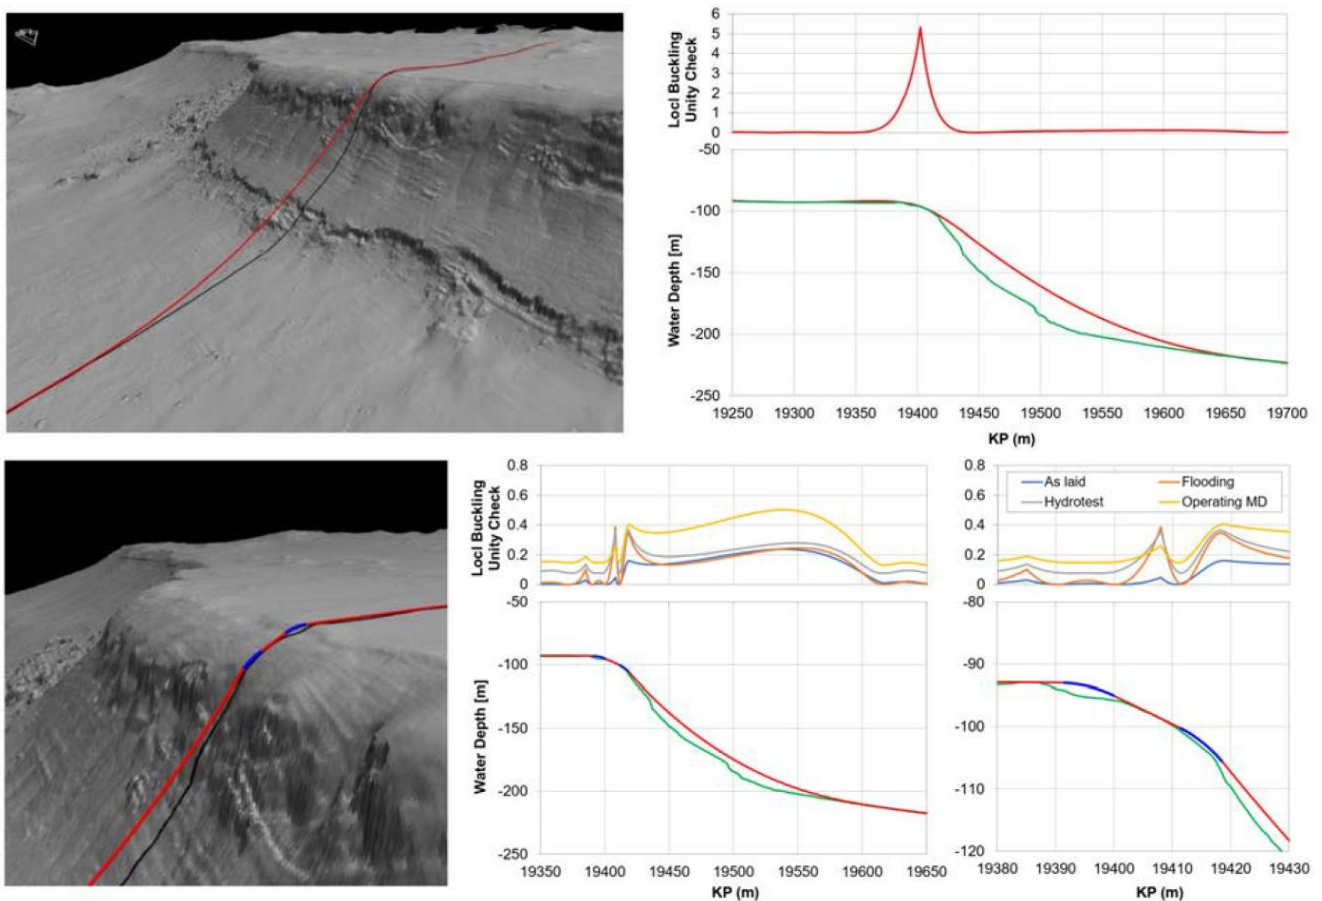 Locl Buckling
Unity Check
6
5
4
3
2
1
0
Water Depth [m]
-50
-100
-150
-200
-250
19250 19300 19350 19400 19450 19500 19550 19600 19650 19700
KP (m)
Locl Buckling
Unity Check
0.8
0.6
0.4
0.2
0
Water Depth [m]
-50
-100
-150
-200
-250
19350 19400 19450 19500 19550 19600 19650
KP (m)
0.8
0.6
0.4
0.2
0
As laid Flooding
Hydrotest Operating MD
-80
-90
-100
-110
-120
19380 19390 19400 19410 19420 19430
KP (m)